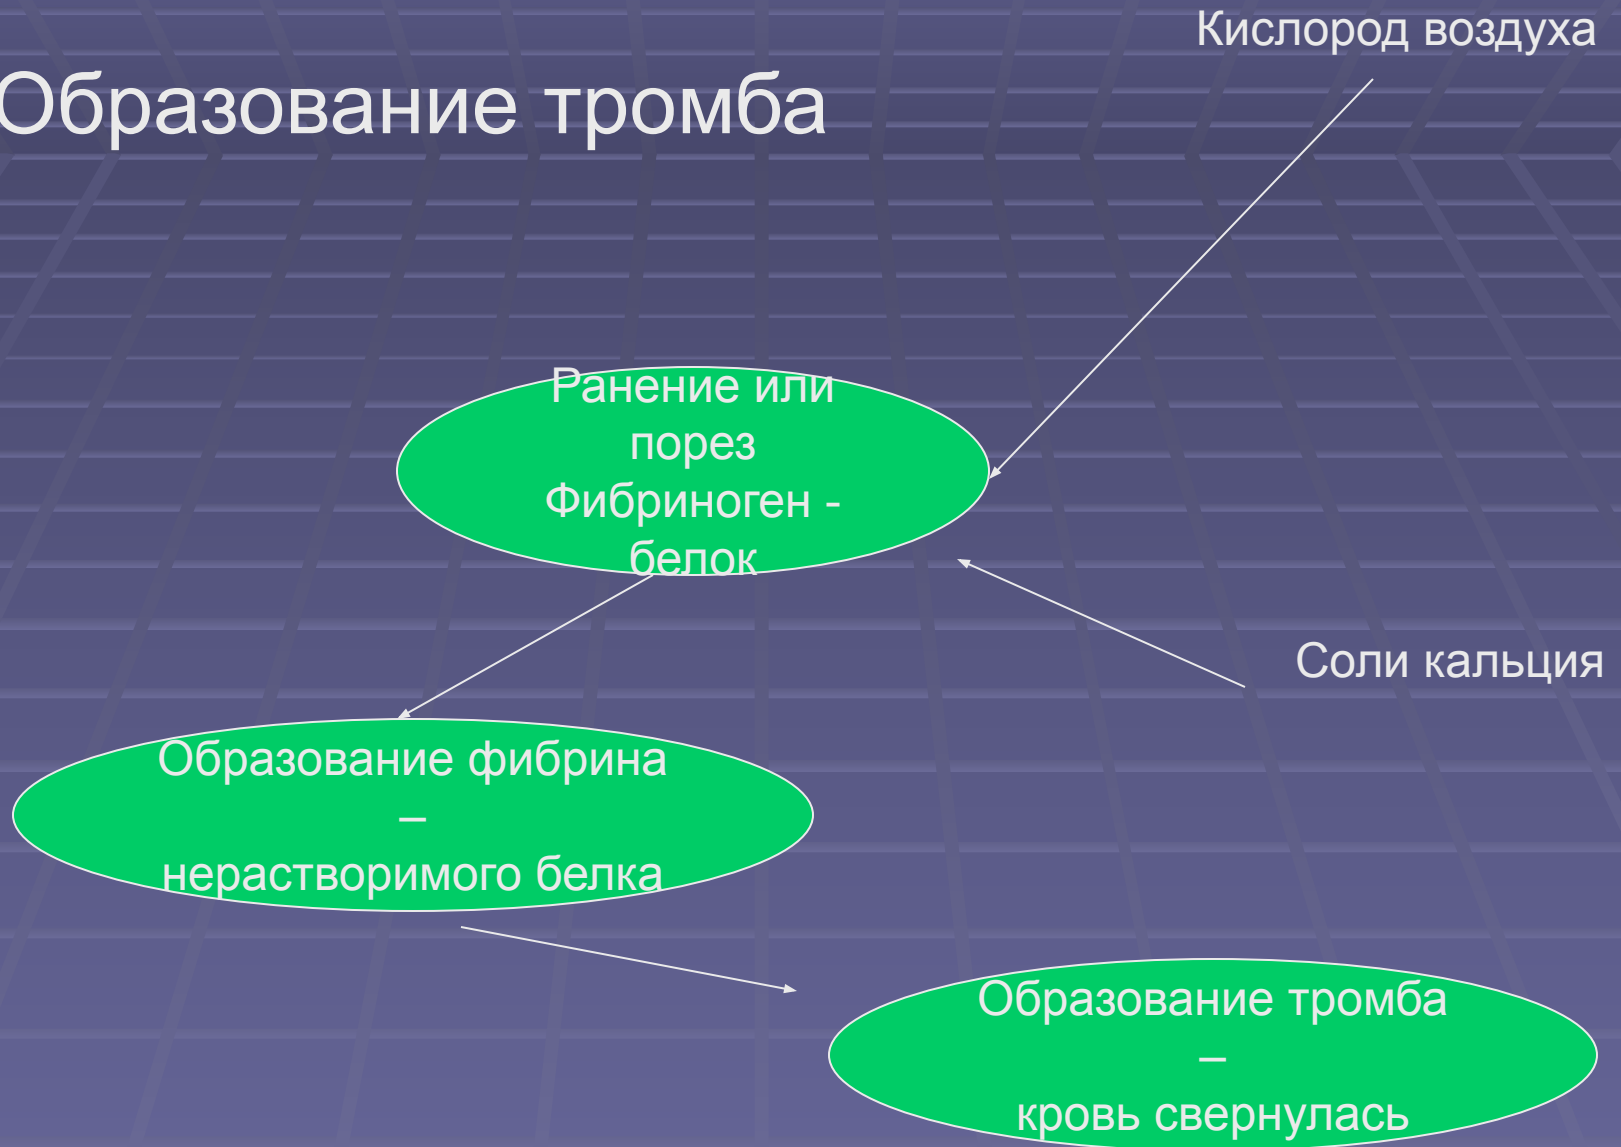 Кислород воздуха
Образование тромба
Ранение или
порез
Фибриноген -
белок
Соли кальция
Образование фибрина
–
нерастворимого белка
Образование тромба
–
кровь свернулась